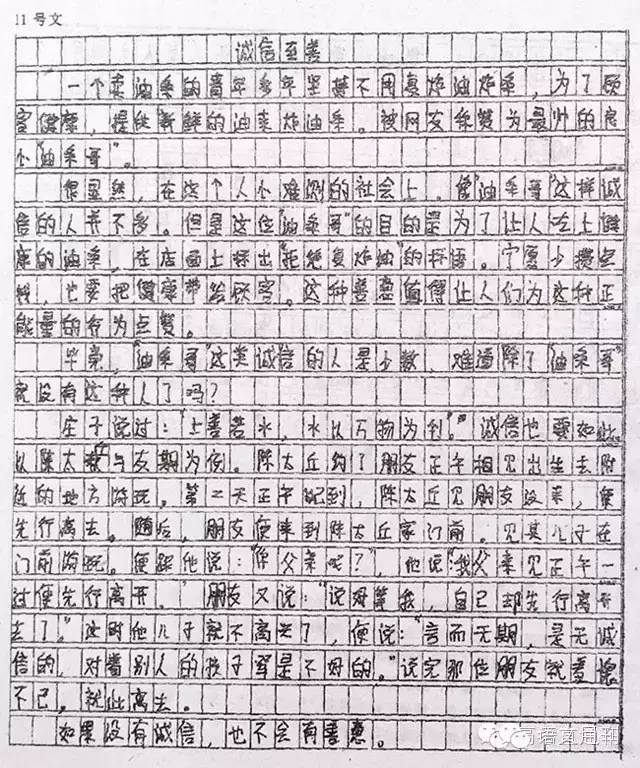 11号文
诚信至善
一个卖油条的青年多年坚持不用复炸油炸条，为了顾
客健康，提供新鲜的油来炸油条。被网友称赞为最帅的良
心"油条哥"。
很显然，在这个人心难测的社会上。像"油条哥"这样诚
信的人并不多。但是这位"油条哥"的目的是为了让人吃上健
康的油条，在店面上标出"拒绝复炸油"的标语。宁愿少攒些
钱，也要把健康带给顾客。这种善意值得让人们为这种正
能量的行为点赞。
毕竟，"油条哥"这类诚信的人是少数，难道除了"油条哥"
就没有这种人了吗？
庄子说过："上善若水，水以万物为利。"诚信也要如此
以陈太丘与友期为例。陈太丘约了朋友正午相见出坐去附
近的地方游玩。第二天正午到，陈太丘见朋友没来，便
先行离去。随后，朋友便来到陈太丘家门前。见其儿子在
门前游玩。便跟他说："你父亲呢？"，他说："我父亲见正午一
过便先行离开。"朋友又说："说好等我，自己却先行离开
去了。"这时他儿子就不高兴了，便说："言而无期，是无诚
信的，对着别人的孩子骂是不好的。"说完那位朋友就羞愧
不已，就此离去。
如果没有诚信，也不会有善意。
语文周刊